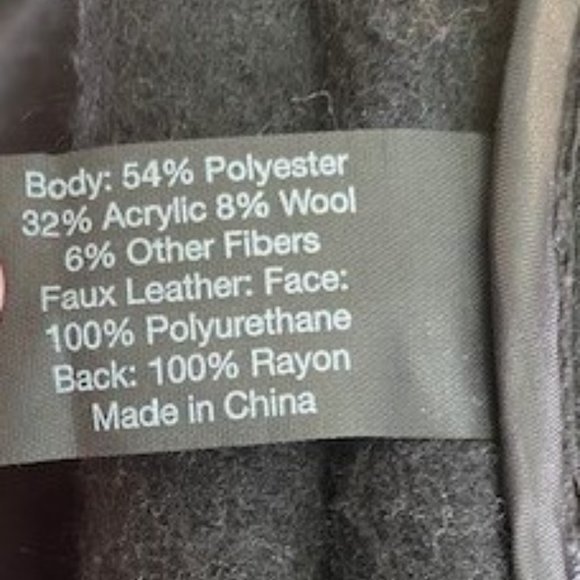 Body: 54% Polyester
32% Acrylic 8% Wool
6% Other Fibers
Faux Leather: Face:
100% Polyurethane
Back: 100% Rayon
Made in China